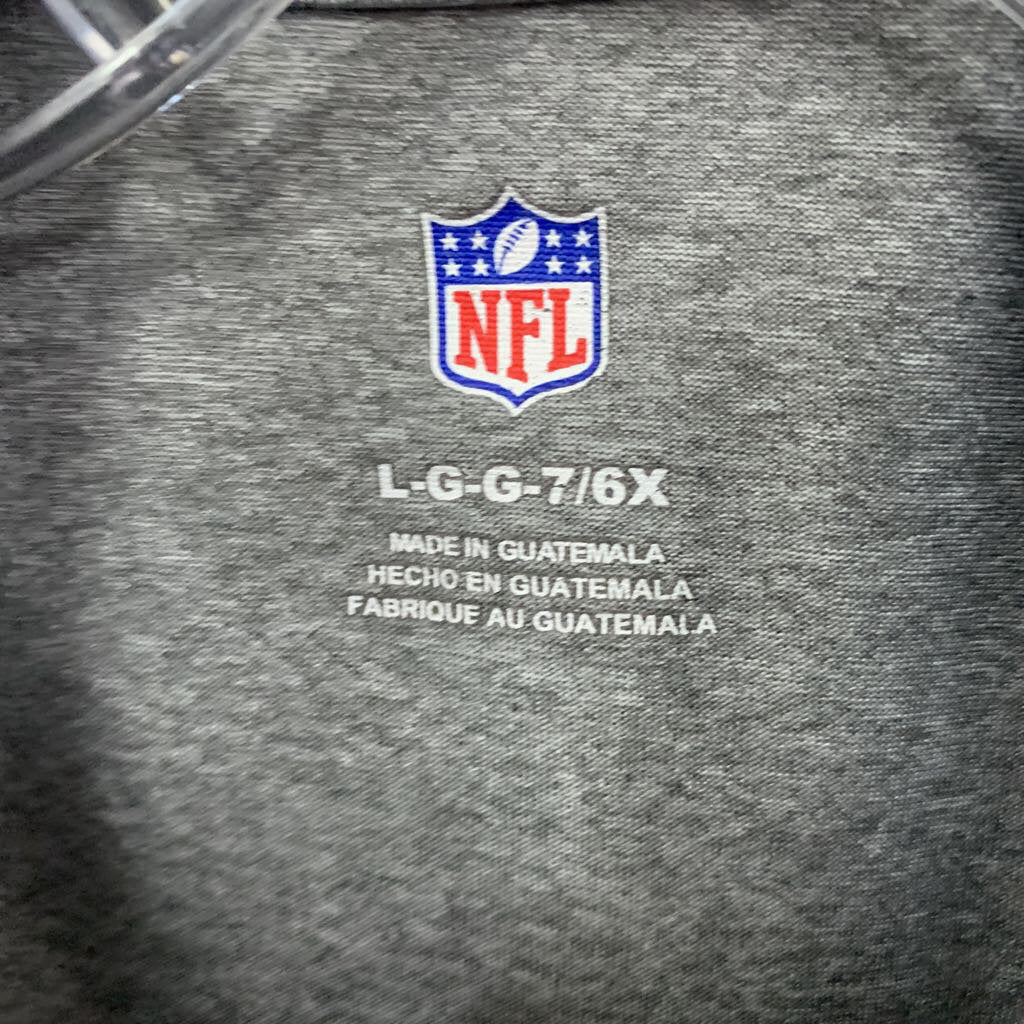 NFL
L-G-G-7/6X
MADE IN GUATEMALA
HECHO EN GUATEMALA
FABRIQUE AU GUATEMALA